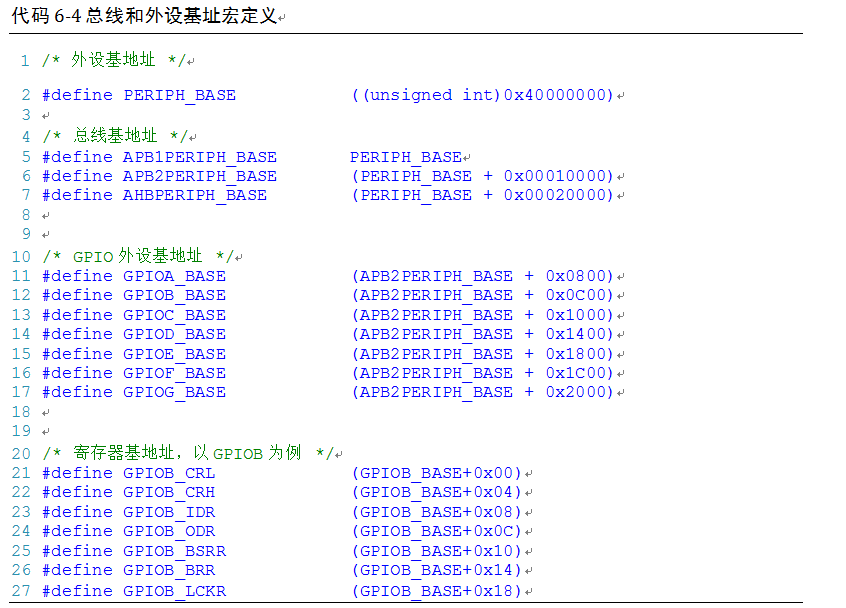 代码 6-4 总线和外设基址宏定义↵
1 /* 外设基地址 */↵
2 #define PERIPH_BASE ((unsigned int)0x40000000)↵
3 ↵
4 /* 总线基地址 */↵
5 #define APB1PERIPH_BASE PERIPH_BASE↵
6 #define APB2PERIPH_BASE (PERIPH_BASE + 0x00010000)↵
7 #define AHBPERIPH_BASE (PERIPH_BASE + 0x00020000)↵
8 ↵
9 ↵
10 /* GPIO 外设基地址 */↵
11 #define GPIOA_BASE (APB2PERIPH_BASE + 0x0800)↵
12 #define GPIOB_BASE (APB2PERIPH_BASE + 0x0C00)↵
13 #define GPIOC_BASE (APB2PERIPH_BASE + 0x1000)↵
14 #define GPIOD_BASE (APB2PERIPH_BASE + 0x1400)↵
15 #define GPIOE_BASE (APB2PERIPH_BASE + 0x1800)↵
16 #define GPIOF_BASE (APB2PERIPH_BASE + 0x1C00)↵
17 #define GPIOG_BASE (APB2PERIPH_BASE + 0x2000)↵
18 ↵
19 ↵
20 /* 寄存器基地址，以 GPIOB 为例 */↵
21 #define GPIOB_CRL (GPIOB_BASE+0x00)↵
22 #define GPIOB_CRH (GPIOB_BASE+0x04)↵
23 #define GPIOB_IDR (GPIOB_BASE+0x08)↵
24 #define GPIOB_ODR (GPIOB_BASE+0x0C)↵
25 #define GPIOB_BSRR (GPIOB_BASE+0x10)↵
26 #define GPIOB_BRR (GPIOB_BASE+0x14)↵
27 #define GPIOB_LCKR (GPIOB_BASE+0x18)↵